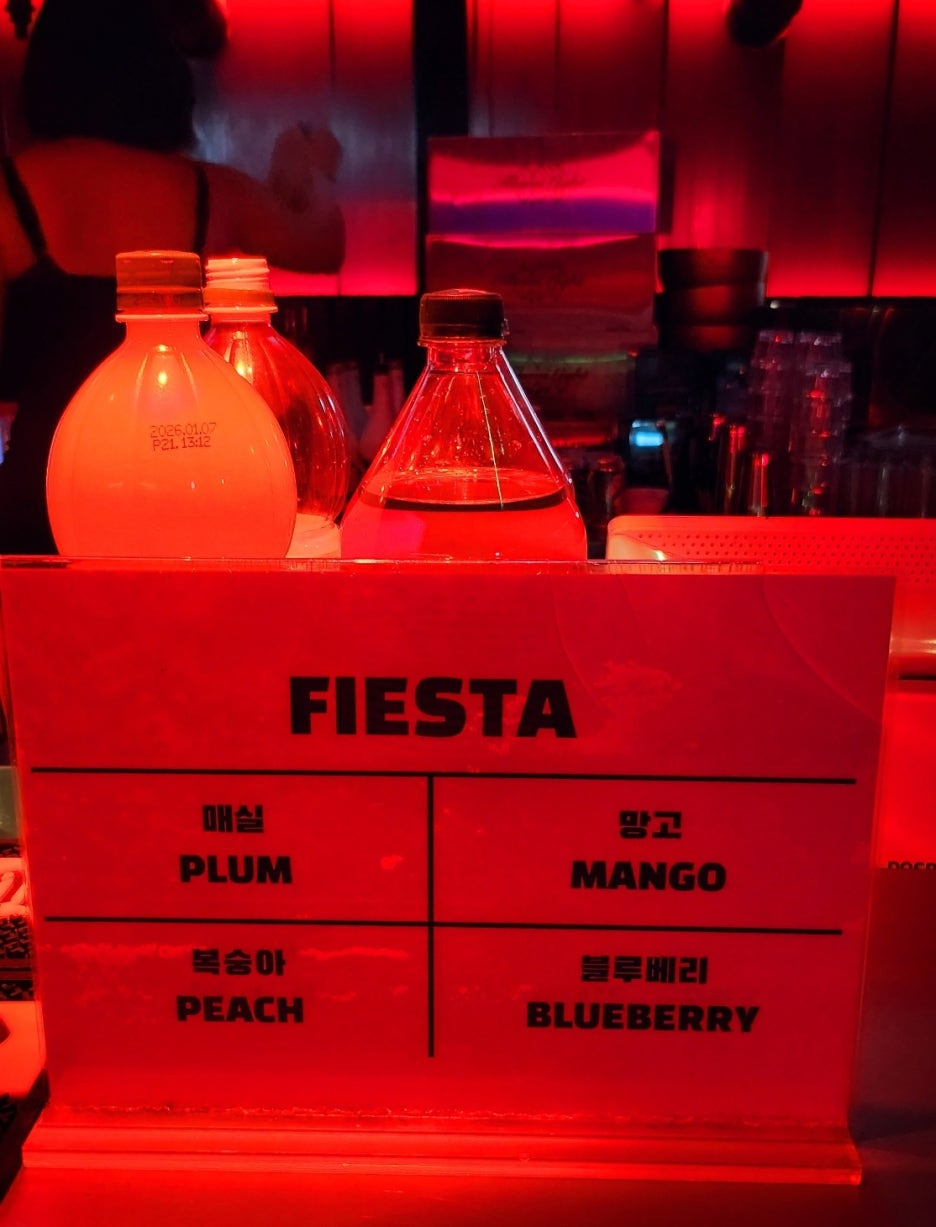 2026.01.07
P21. 13:12
FIESTA
매실
PLUM
망고
MANGO
복숭아
PEACH
블루베리
BLUEBERRY